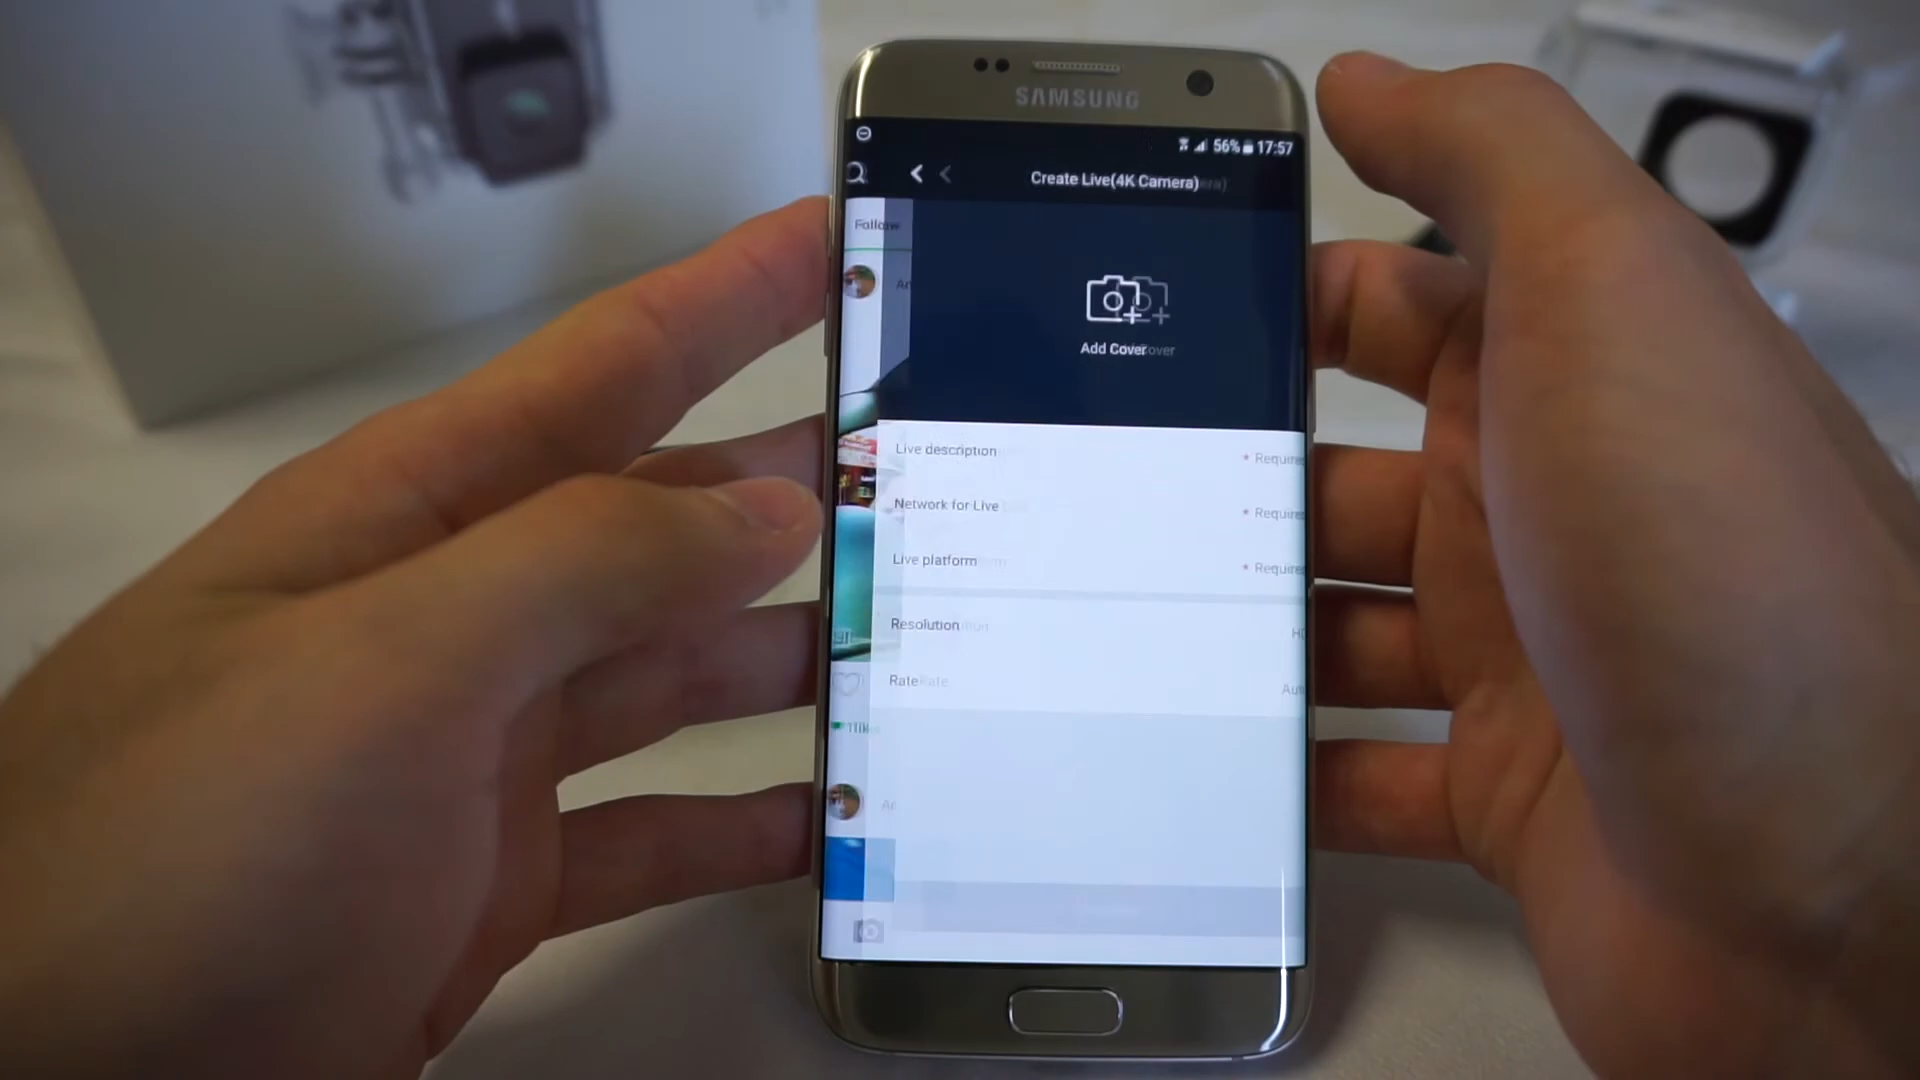 SAMSUNG
56% 17:57
Create Live(4K Camera)
Follow
Add Cover
Live description * Require
Network for Live * Require
Live platform * Require
Resolution
Rate